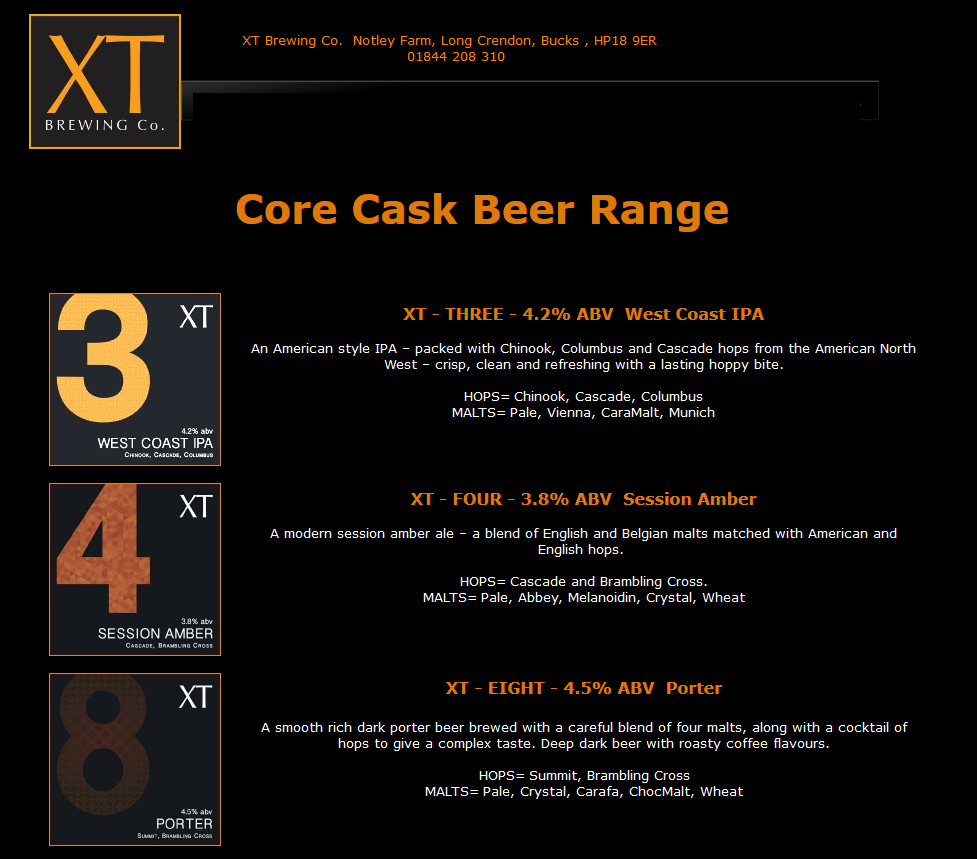 XT
BREWING Co.
XT Brewing Co. Notley Farm, Long Crendon, Bucks , HP18 9ER
01844 208 310
Core Cask Beer Range
3
XT
4.2% abv
WEST COAST IPA
CHINOOK, CASCADE, COLUMBUS
XT - THREE - 4.2% ABV West Coast IPA
An American style IPA – packed with Chinook, Columbus and Cascade hops from the American North
West – crisp, clean and refreshing with a lasting hoppy bite.
HOPS= Chinook, Cascade, Columbus
MALTS= Pale, Vienna, CaraMalt, Munich
4
XT
3.8% abv
SESSION AMBER
CASCADE, BRAMBLING CROSS
XT - FOUR - 3.8% ABV Session Amber
A modern session amber ale – a blend of English and Belgian malts matched with American and
English hops.
HOPS= Cascade and Brambling Cross.
MALTS= Pale, Abbey, Melanoidin, Crystal, Wheat
8
XT
4.5% abv
PORTER
SUMMIT, BRAMBLING CROSS
XT - EIGHT - 4.5% ABV Porter
A smooth rich dark porter beer brewed with a careful blend of four malts, along with a cocktail of
hops to give a complex taste. Deep dark beer with roasty coffee flavours.
HOPS= Summit, Brambling Cross
MALTS= Pale, Crystal, Carafa, ChocMalt, Wheat